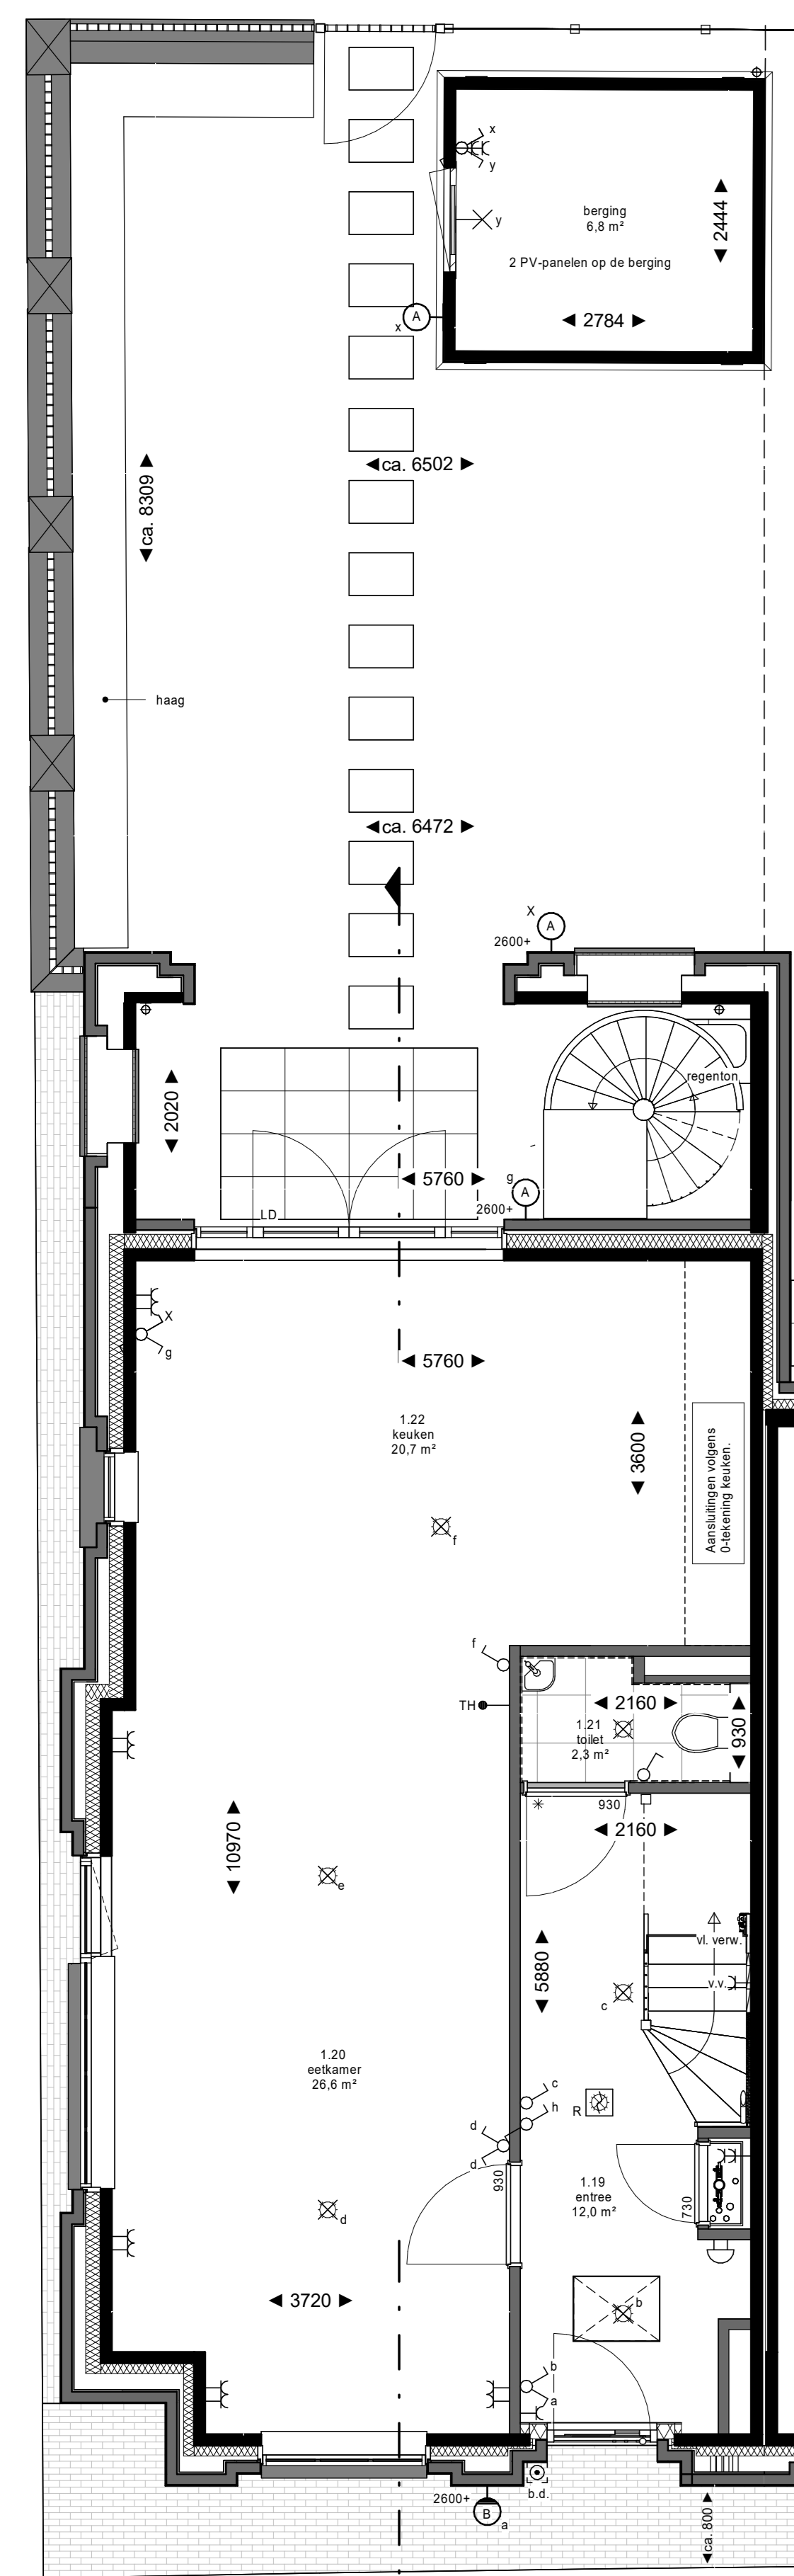 x
y
y
berging
6,8 m²
2 PV-panelen op de berging
2444
2784
A
x
ca. 6502
ca. 8309
haag
ca. 6472
X
A
2600+
regenton
2020
5760
g
A
2600+
LD
X
g
5760
1.22
keuken
20,7 m²
3600
Aansluitingen volgens
0-tekening keuken.
f
f
TH
2160
1.21
toilet
2,3 m²
930
930
2160
10970
e
5880
vl. verw.
v.v.
c
1.20
eetkamer
26,6 m²
c
h
R
d
d
930
1.19
entree
12,0 m²
730
d
3720
b
b
a
b.d.
2600+
B
a
ca. 800